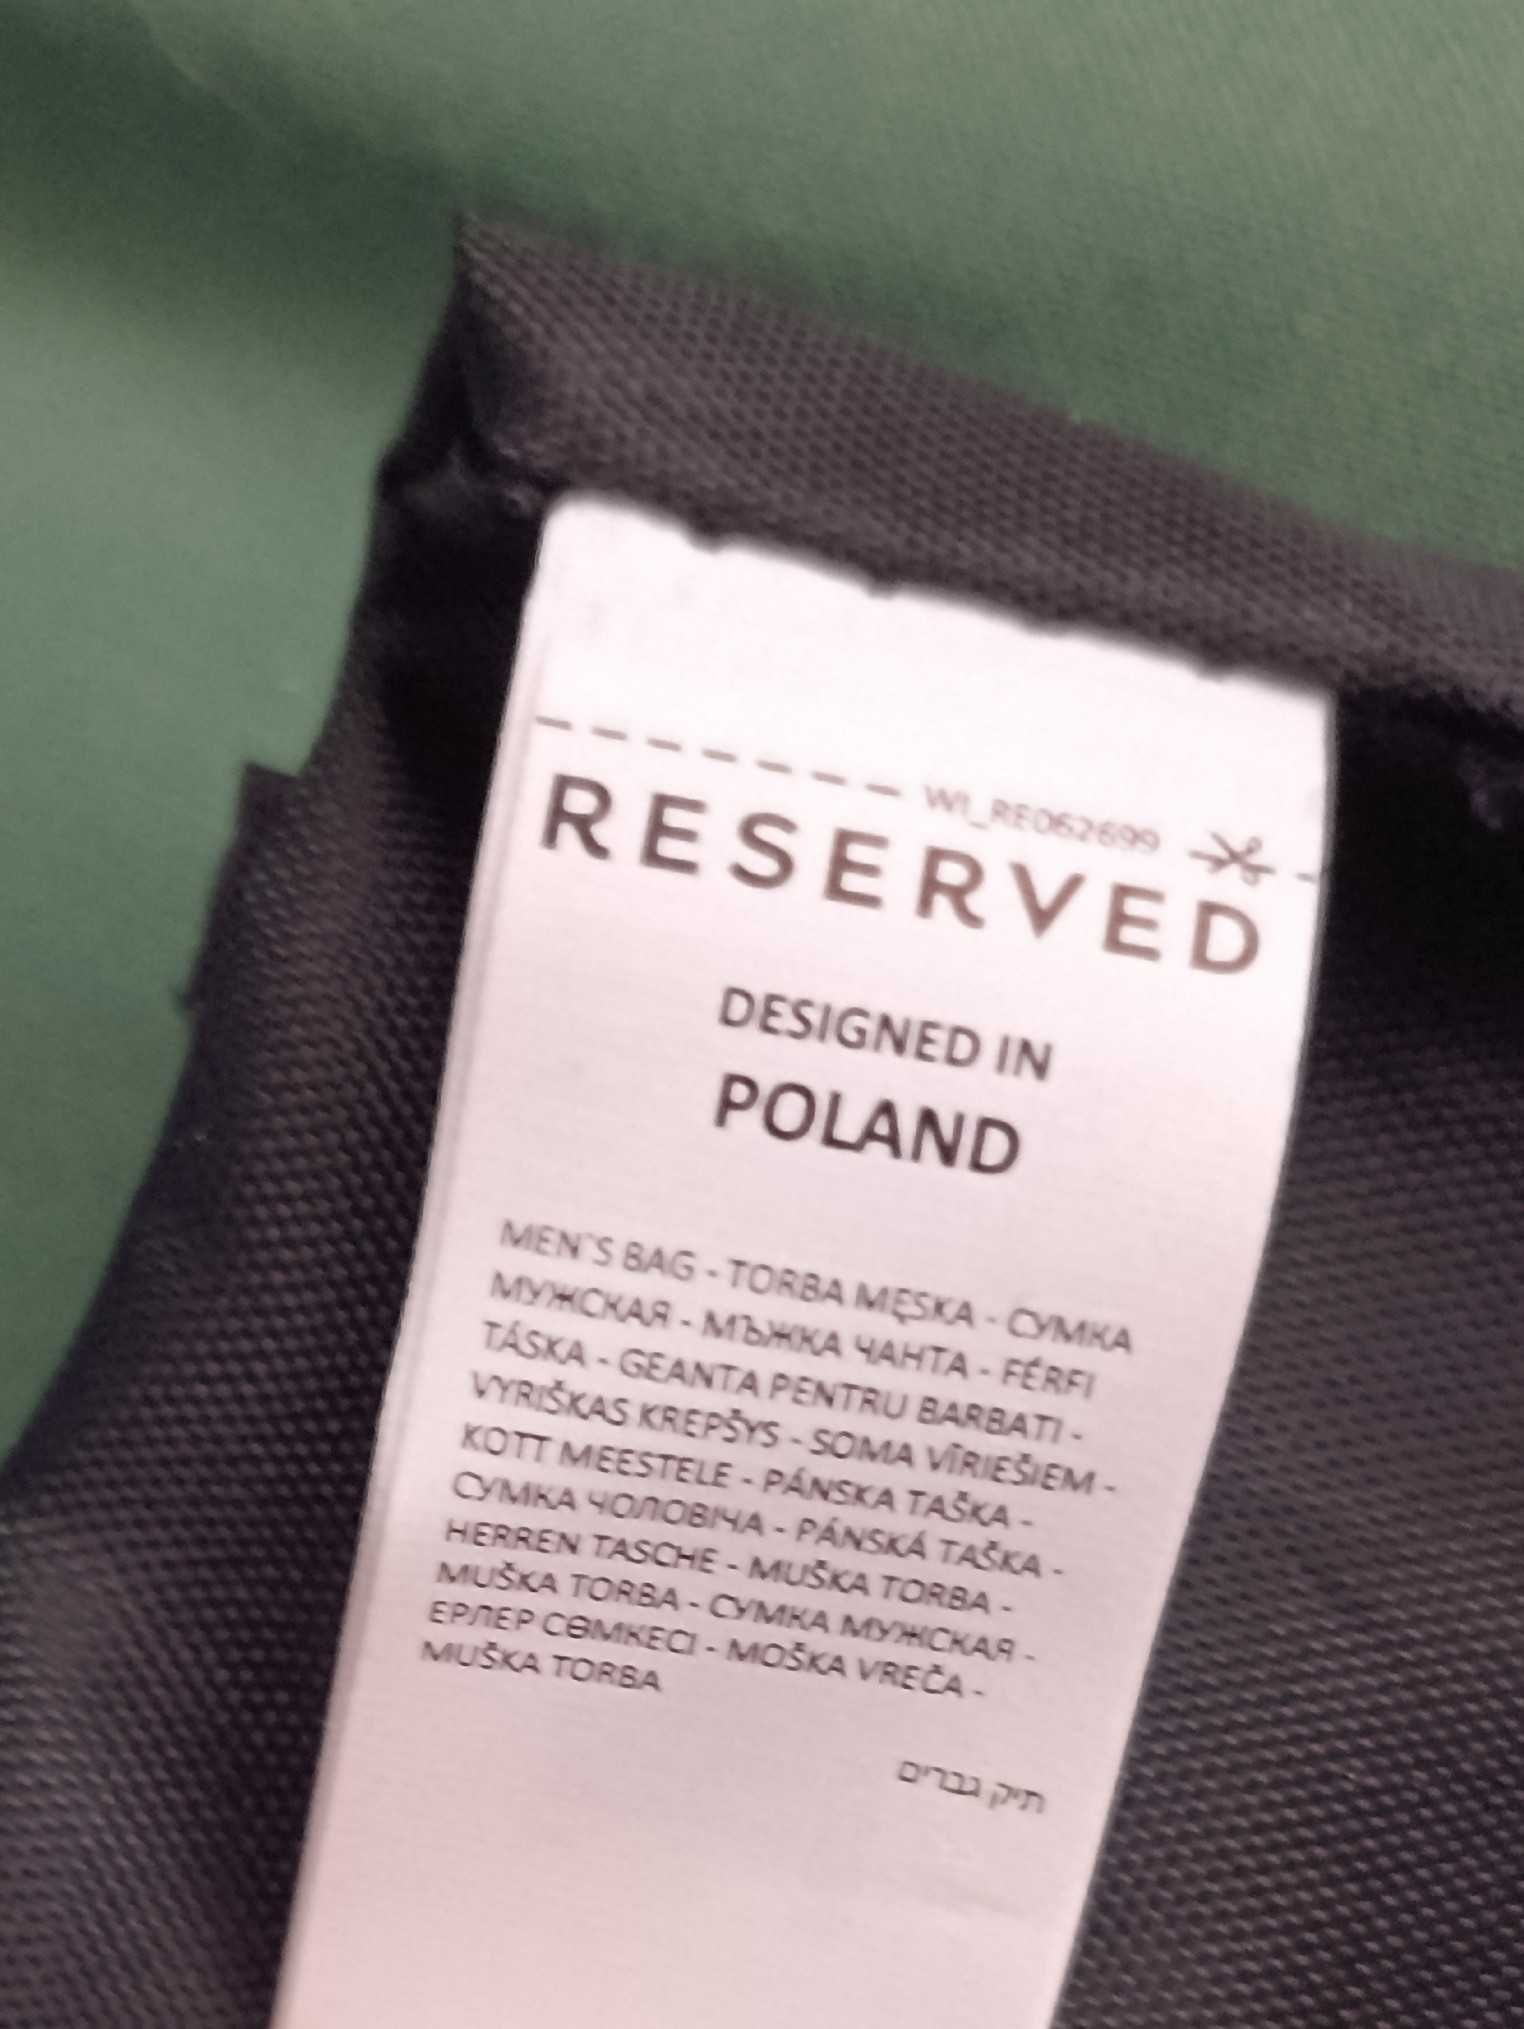 WI_RE062699
RESERVED
DESIGNED IN
POLAND
MEN`S BAG - TORBA MĘSKA - СУМКА
МУЖСКАЯ - МЪЖКА ЧАНТА - FÉRFI
TÁSKA - GEANTA PENTRU BARBATI -
VYRIŠKAS KREPŠYS - SOMA VĪRIEŠIEM -
KOTT MEESTELE - PÁNSKA TAŠKA -
СУМКА ЧОЛОВІЧА - PÁNSKÁ TAŠKA -
HERREN TASCHE - MUŠKA TORBA -
MUŠKA TORBA - СУМКА МУЖСКАЯ -
ЕРЛЕР СӨМКЕСІ - MOŠKA VREČA -
MUŠKA TORBA
תיק גברים